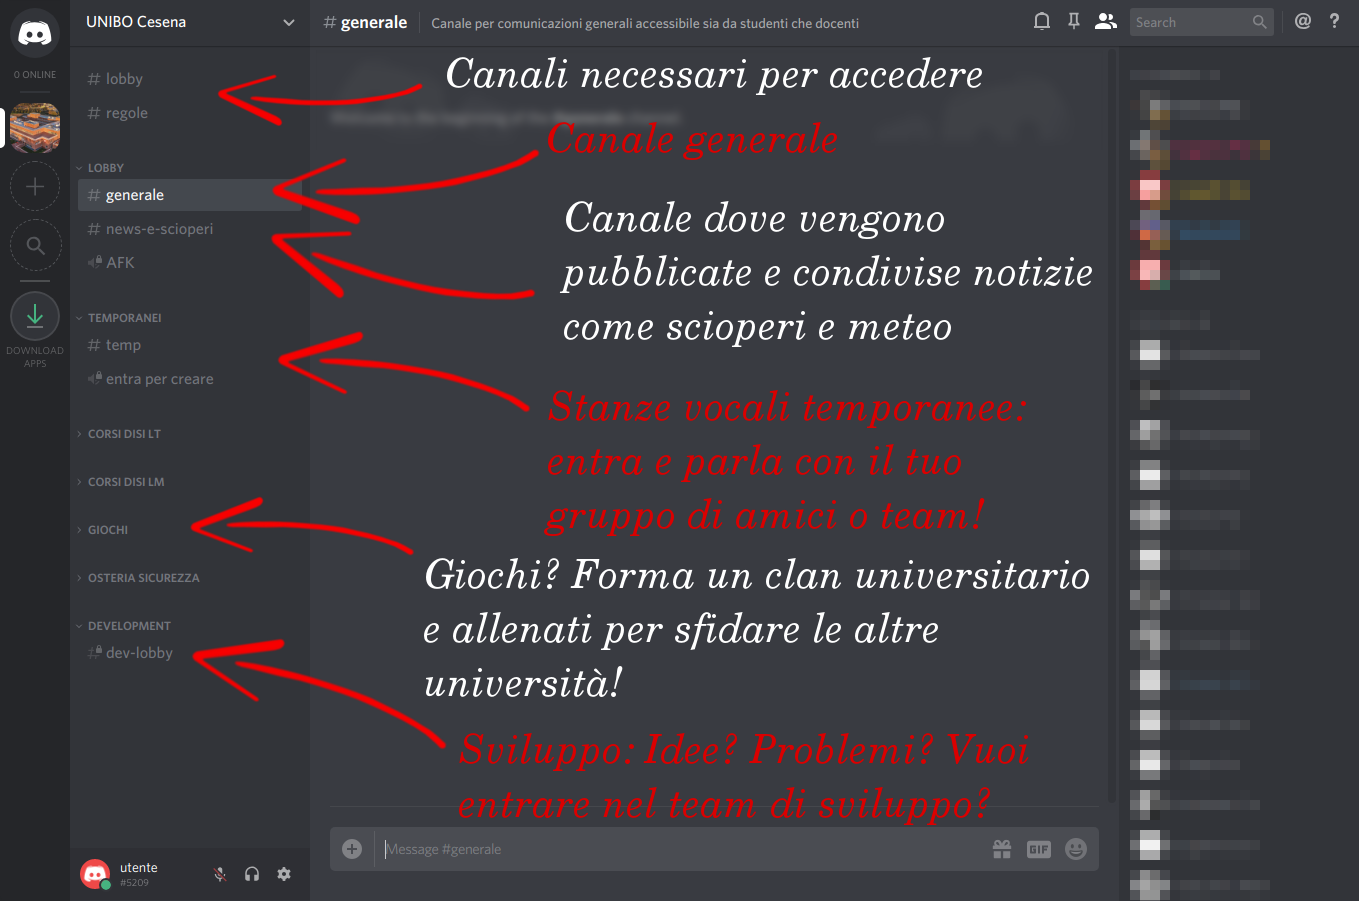 0 ONLINE
DOWNLOAD
APPS
UNIBO Cesena
# lobby
# regole
LOBBY
# generale
# news-e-scioperi
AFK
TEMPORANEI
# temp
entra per creare
CORSI DISI LT
CORSI DISI LM
GIOCHI
OSTERIA SICUREZZA
DEVELOPMENT
dev-lobby
utente
#5209
# generale
Canale per comunicazioni generali accessibile sia da studenti che docenti
Search
Canali necessari per accedere
Canale generale
Canale dove vengono
pubblicate e condivise notizie
come scioperi e meteo
Stanze vocali temporanee:
entra e parla con il tuo
gruppo di amici o team!
Giochi? Forma un clan universitario
e allenati per sfidare le altre
università!
Sviluppo: Idee? Problemi? Vuoi
entrare nel team di sviluppo?
Message #generale
GIF